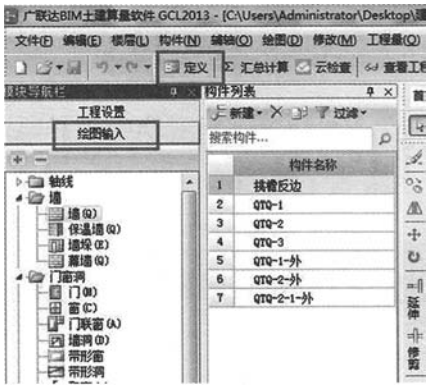 广联达BIM土建算量软件 GCL2013 - [C:\Users\Administrator\Desktop\
文件(F) 编辑(E) 楼层(L) 构件(N) 辅轴(O) 绘图(D) 修改(M) 工程量(Q)
定义 Σ 汇总计算 云检查 查看工程
模块导航栏
工程设置
绘图输入
轴线
墙
墙(Q)
保温墙(Q)
墙垛(E)
幕墙(Q)
门窗洞
门(M)
窗(C)
门联窗(A)
墙洞(D)
带形窗
带形洞
构件列表
新建 过滤
搜索构件...
构件名称
1 挑檐反边
2 QTQ-1
3 QTQ-2
4 QTQ-3
5 QTQ-1-外
6 QTQ-2-外
7 QTQ-2-1-外
延伸
修剪